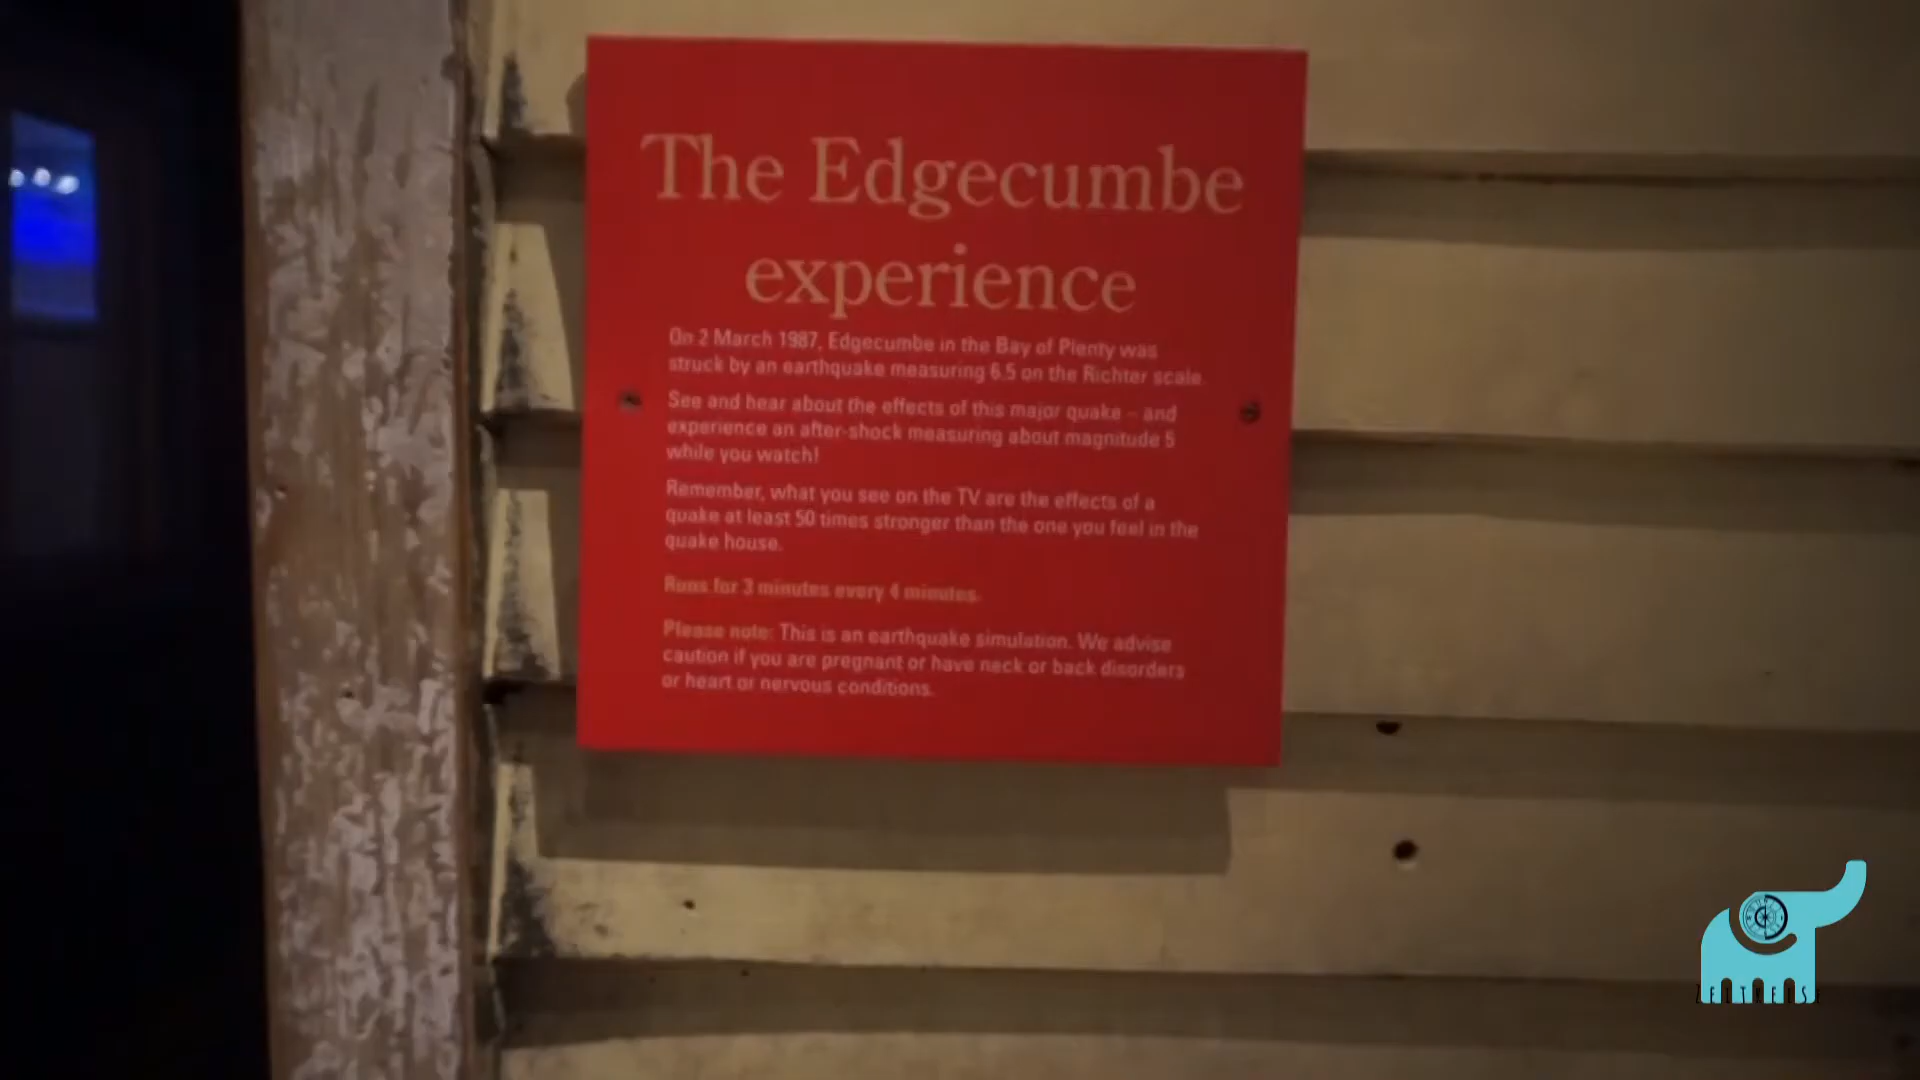 The Edgecumbe
experience
On 2 March 1987, Edgecumbe in the Bay of Plenty was
struck by an earthquake measuring 6.5 on the Richter scale.
See and hear about the effects of this major quake – and
experience an after-shock measuring about magnitude 5
while you watch!
Remember, what you see on the TV are the effects of a
quake at least 50 times stronger than the one you feel in the
quake house.
Runs for 3 minutes every 4 minutes.
Please note: This is an earthquake simulation. We advise
caution if you are pregnant or have neck or back disorders
or heart or nervous conditions.
ZEITREISE